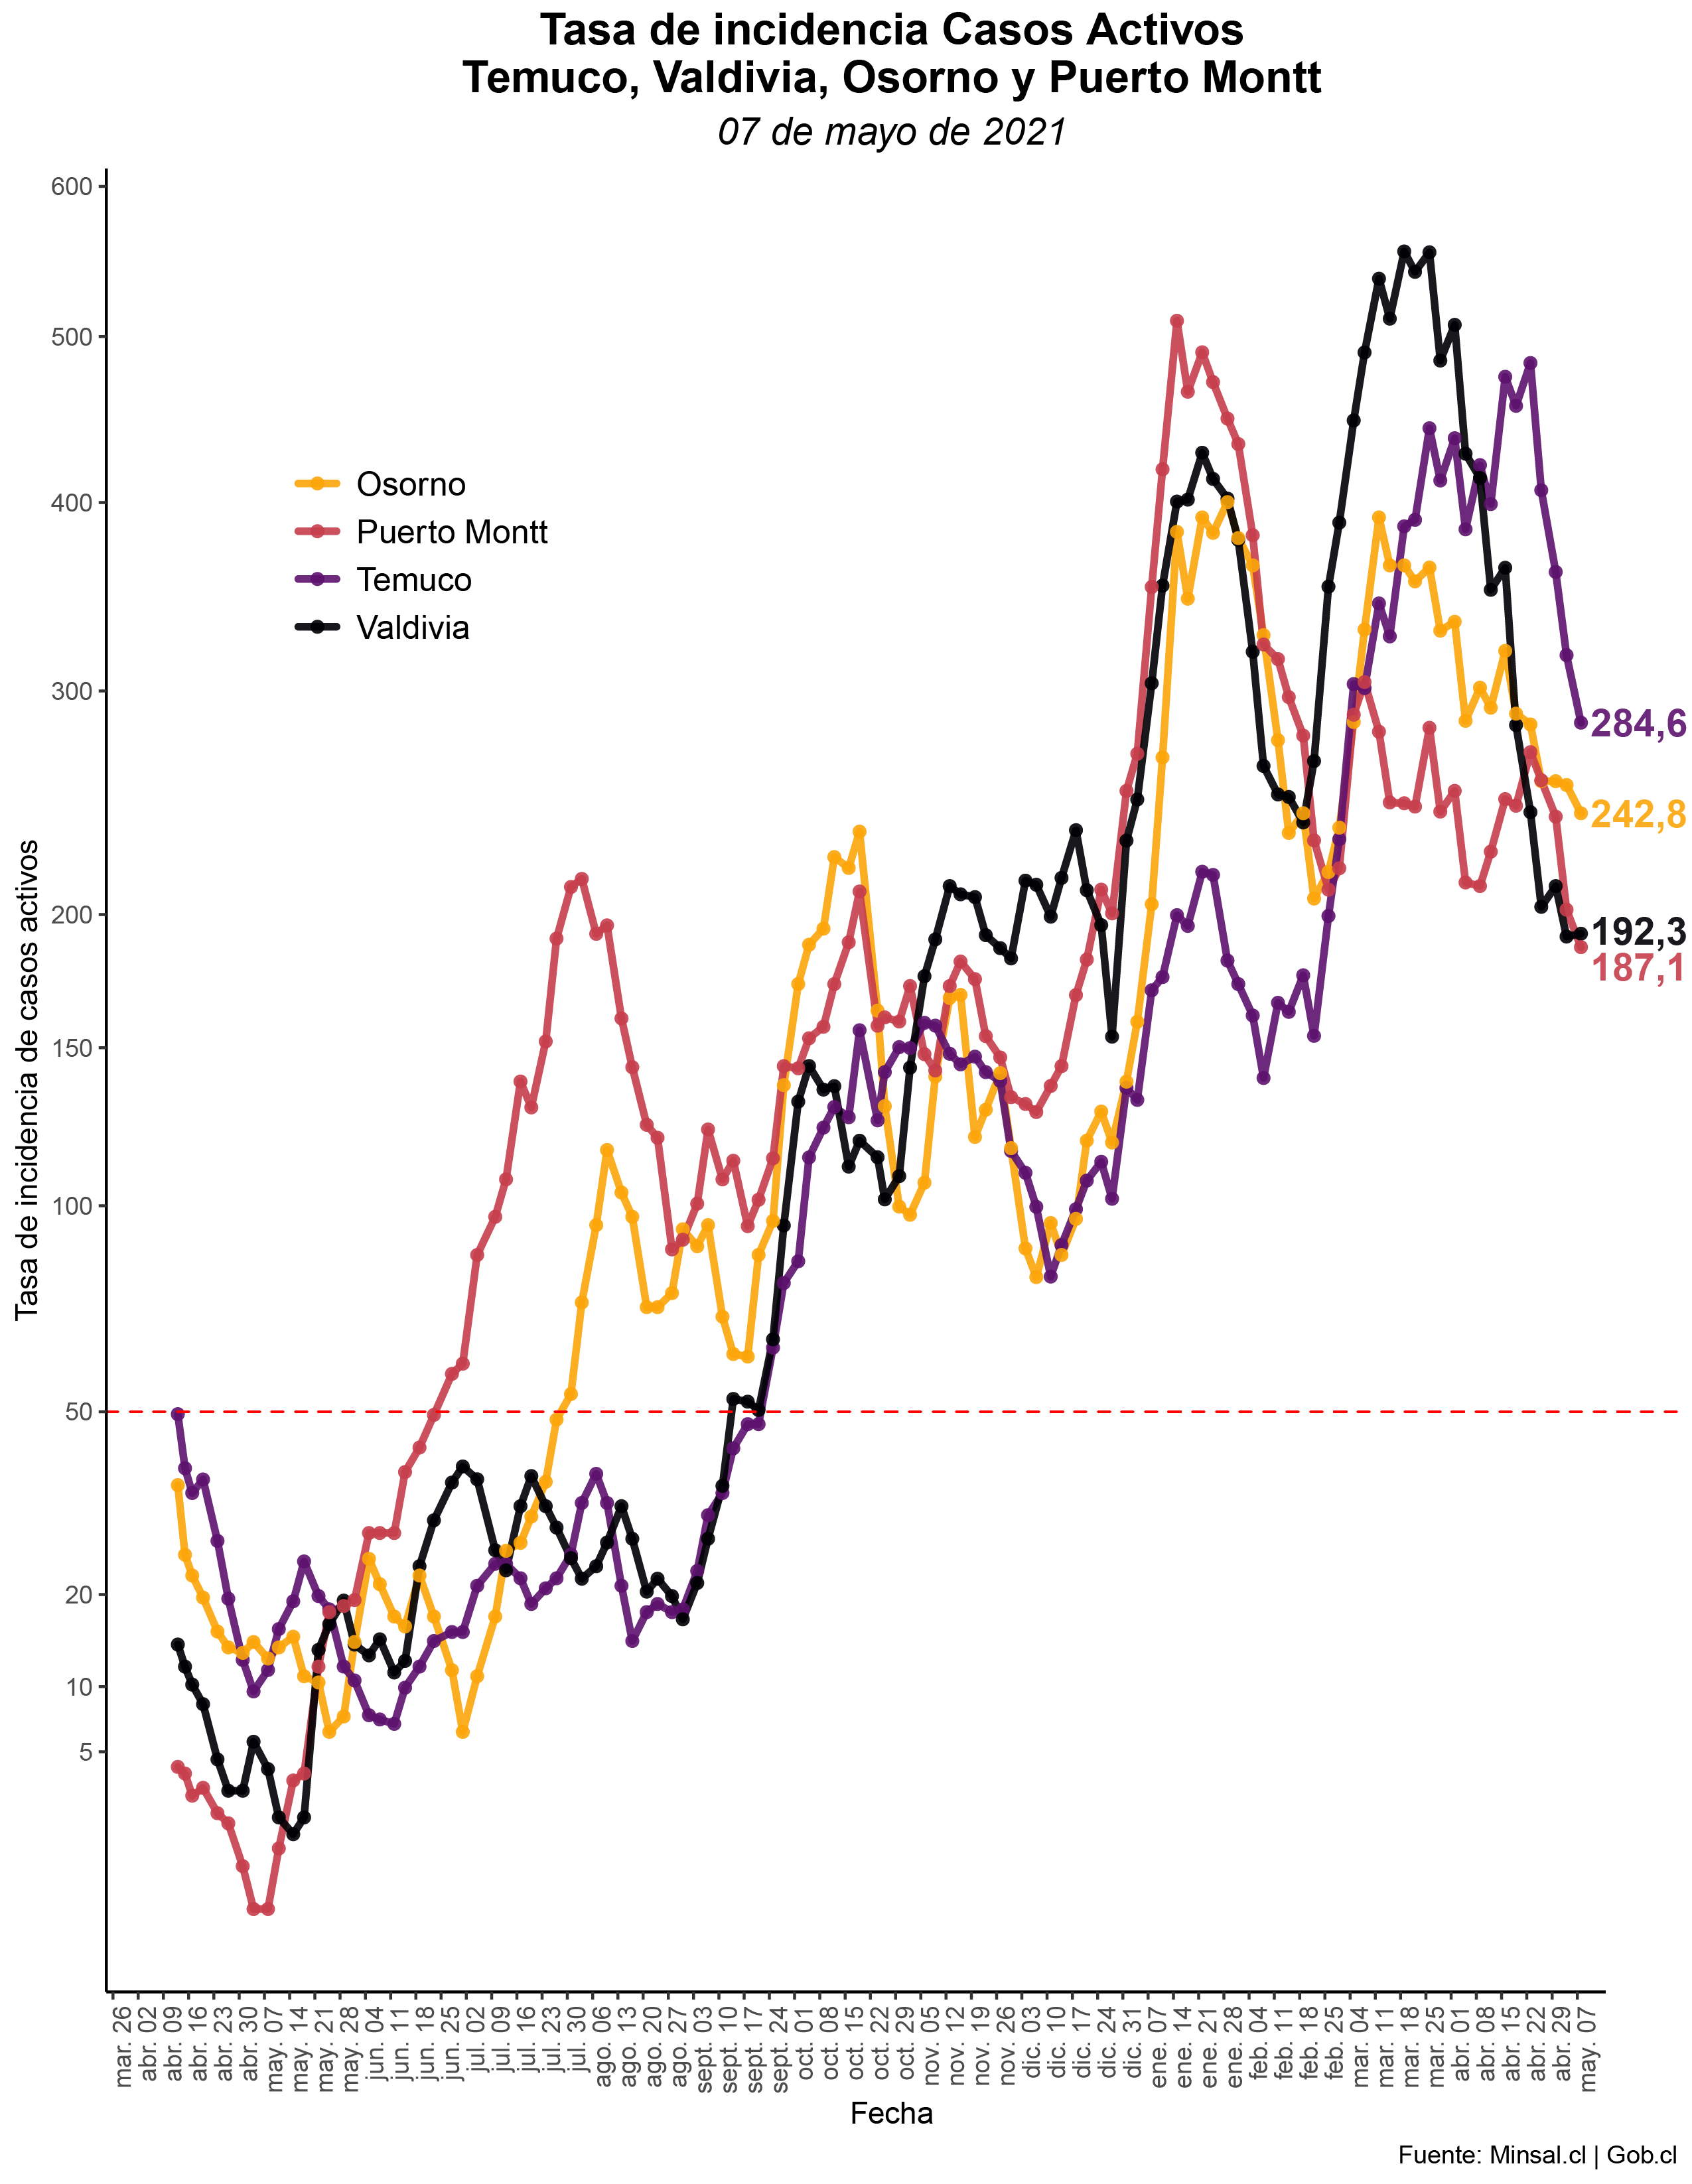 Tasa de incidencia Casos Activos
Temuco, Valdivia, Osorno y Puerto Montt
07 de mayo de 2021
Tasa de incidencia de casos activos
600
500
400
300
200
150
100
50
20
10
5
Osorno
Puerto Montt
Temuco
Valdivia
284,6
242,8
192,3
187,1
mar. 26
abr. 02
abr. 09
abr. 16
abr. 23
abr. 30
may. 07
may. 14
may. 21
may. 28
jun. 04
jun. 11
jun. 18
jun. 25
jul. 02
jul. 09
jul. 16
jul. 23
jul. 30
ago. 06
ago. 13
ago. 20
ago. 27
sept. 03
sept. 10
sept. 17
sept. 24
oct. 01
oct. 08
oct. 15
oct. 22
oct. 29
nov. 05
nov. 12
nov. 19
nov. 26
dic. 03
dic. 10
dic. 17
dic. 24
dic. 31
ene. 07
ene. 14
ene. 21
ene. 28
feb. 04
feb. 11
feb. 18
feb. 25
mar. 04
mar. 11
mar. 18
mar. 25
abr. 01
abr. 08
abr. 15
abr. 22
abr. 29
may. 07
Fecha
Fuente: Minsal.cl | Gob.cl